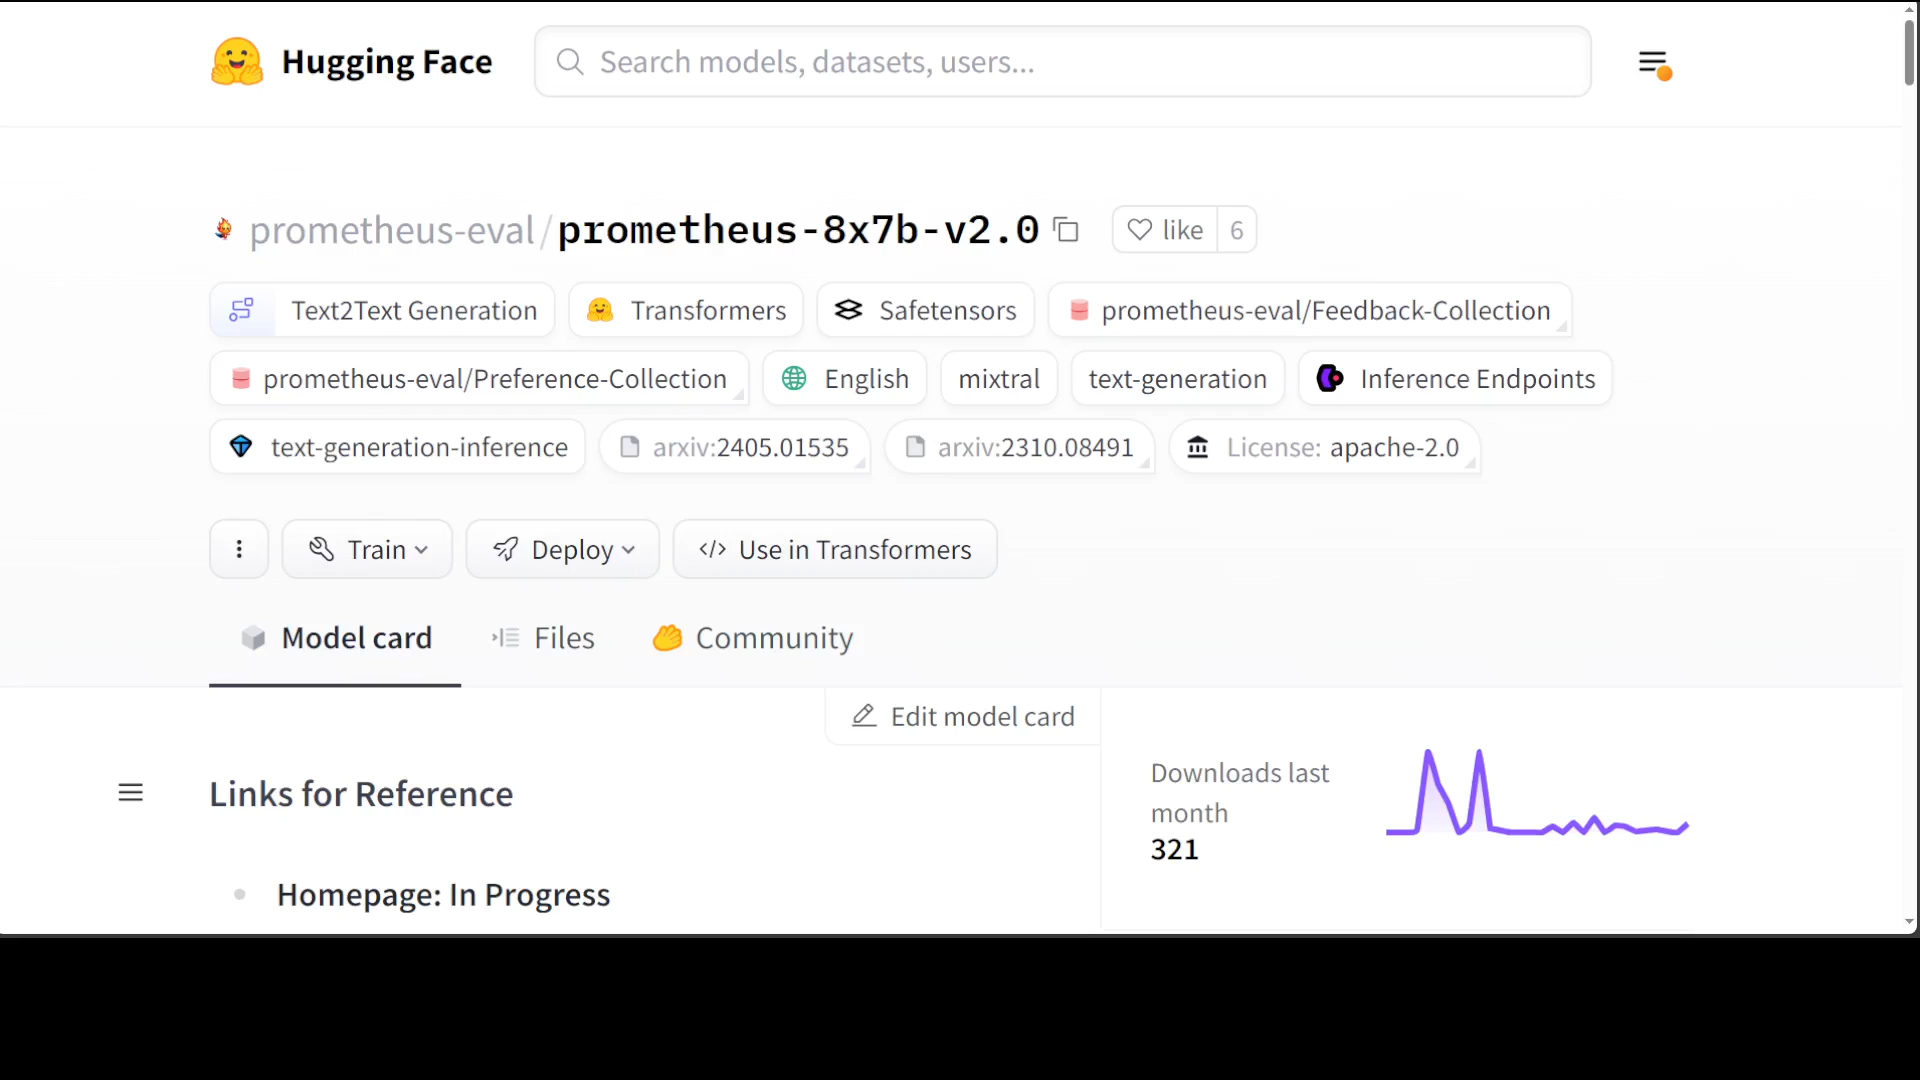 Hugging Face
Search models, datasets, users...
prometheus-eval/prometheus-8x7b-v2.0 like 6
Text2Text Generation Transformers Safetensors prometheus-eval/Feedback-Collection
prometheus-eval/Preference-Collection English mixtral text-generation Inference Endpoints
text-generation-inference arxiv:2405.01535 arxiv:2310.08491 License: apache-2.0
Train Deploy </> Use in Transformers
Model card Files Community
Edit model card
Links for Reference
Homepage: In Progress
Downloads last
month
321